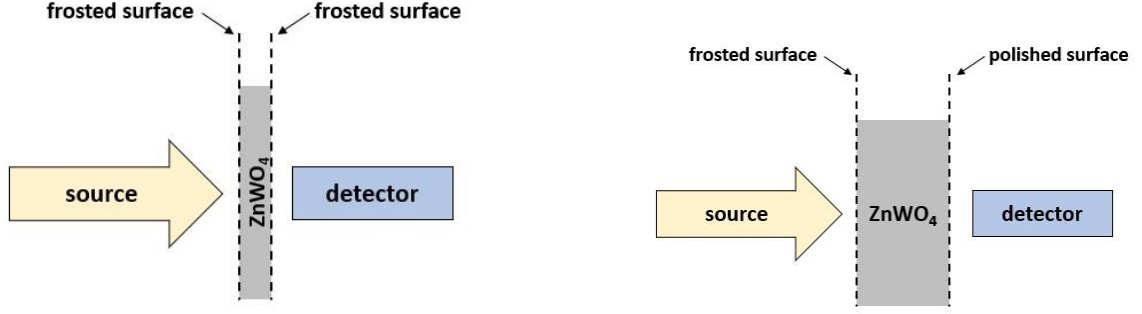 frosted surface
frosted surface
source
ZnWO₄
detector
frosted surface
polished surface
source
ZnWO₄
detector